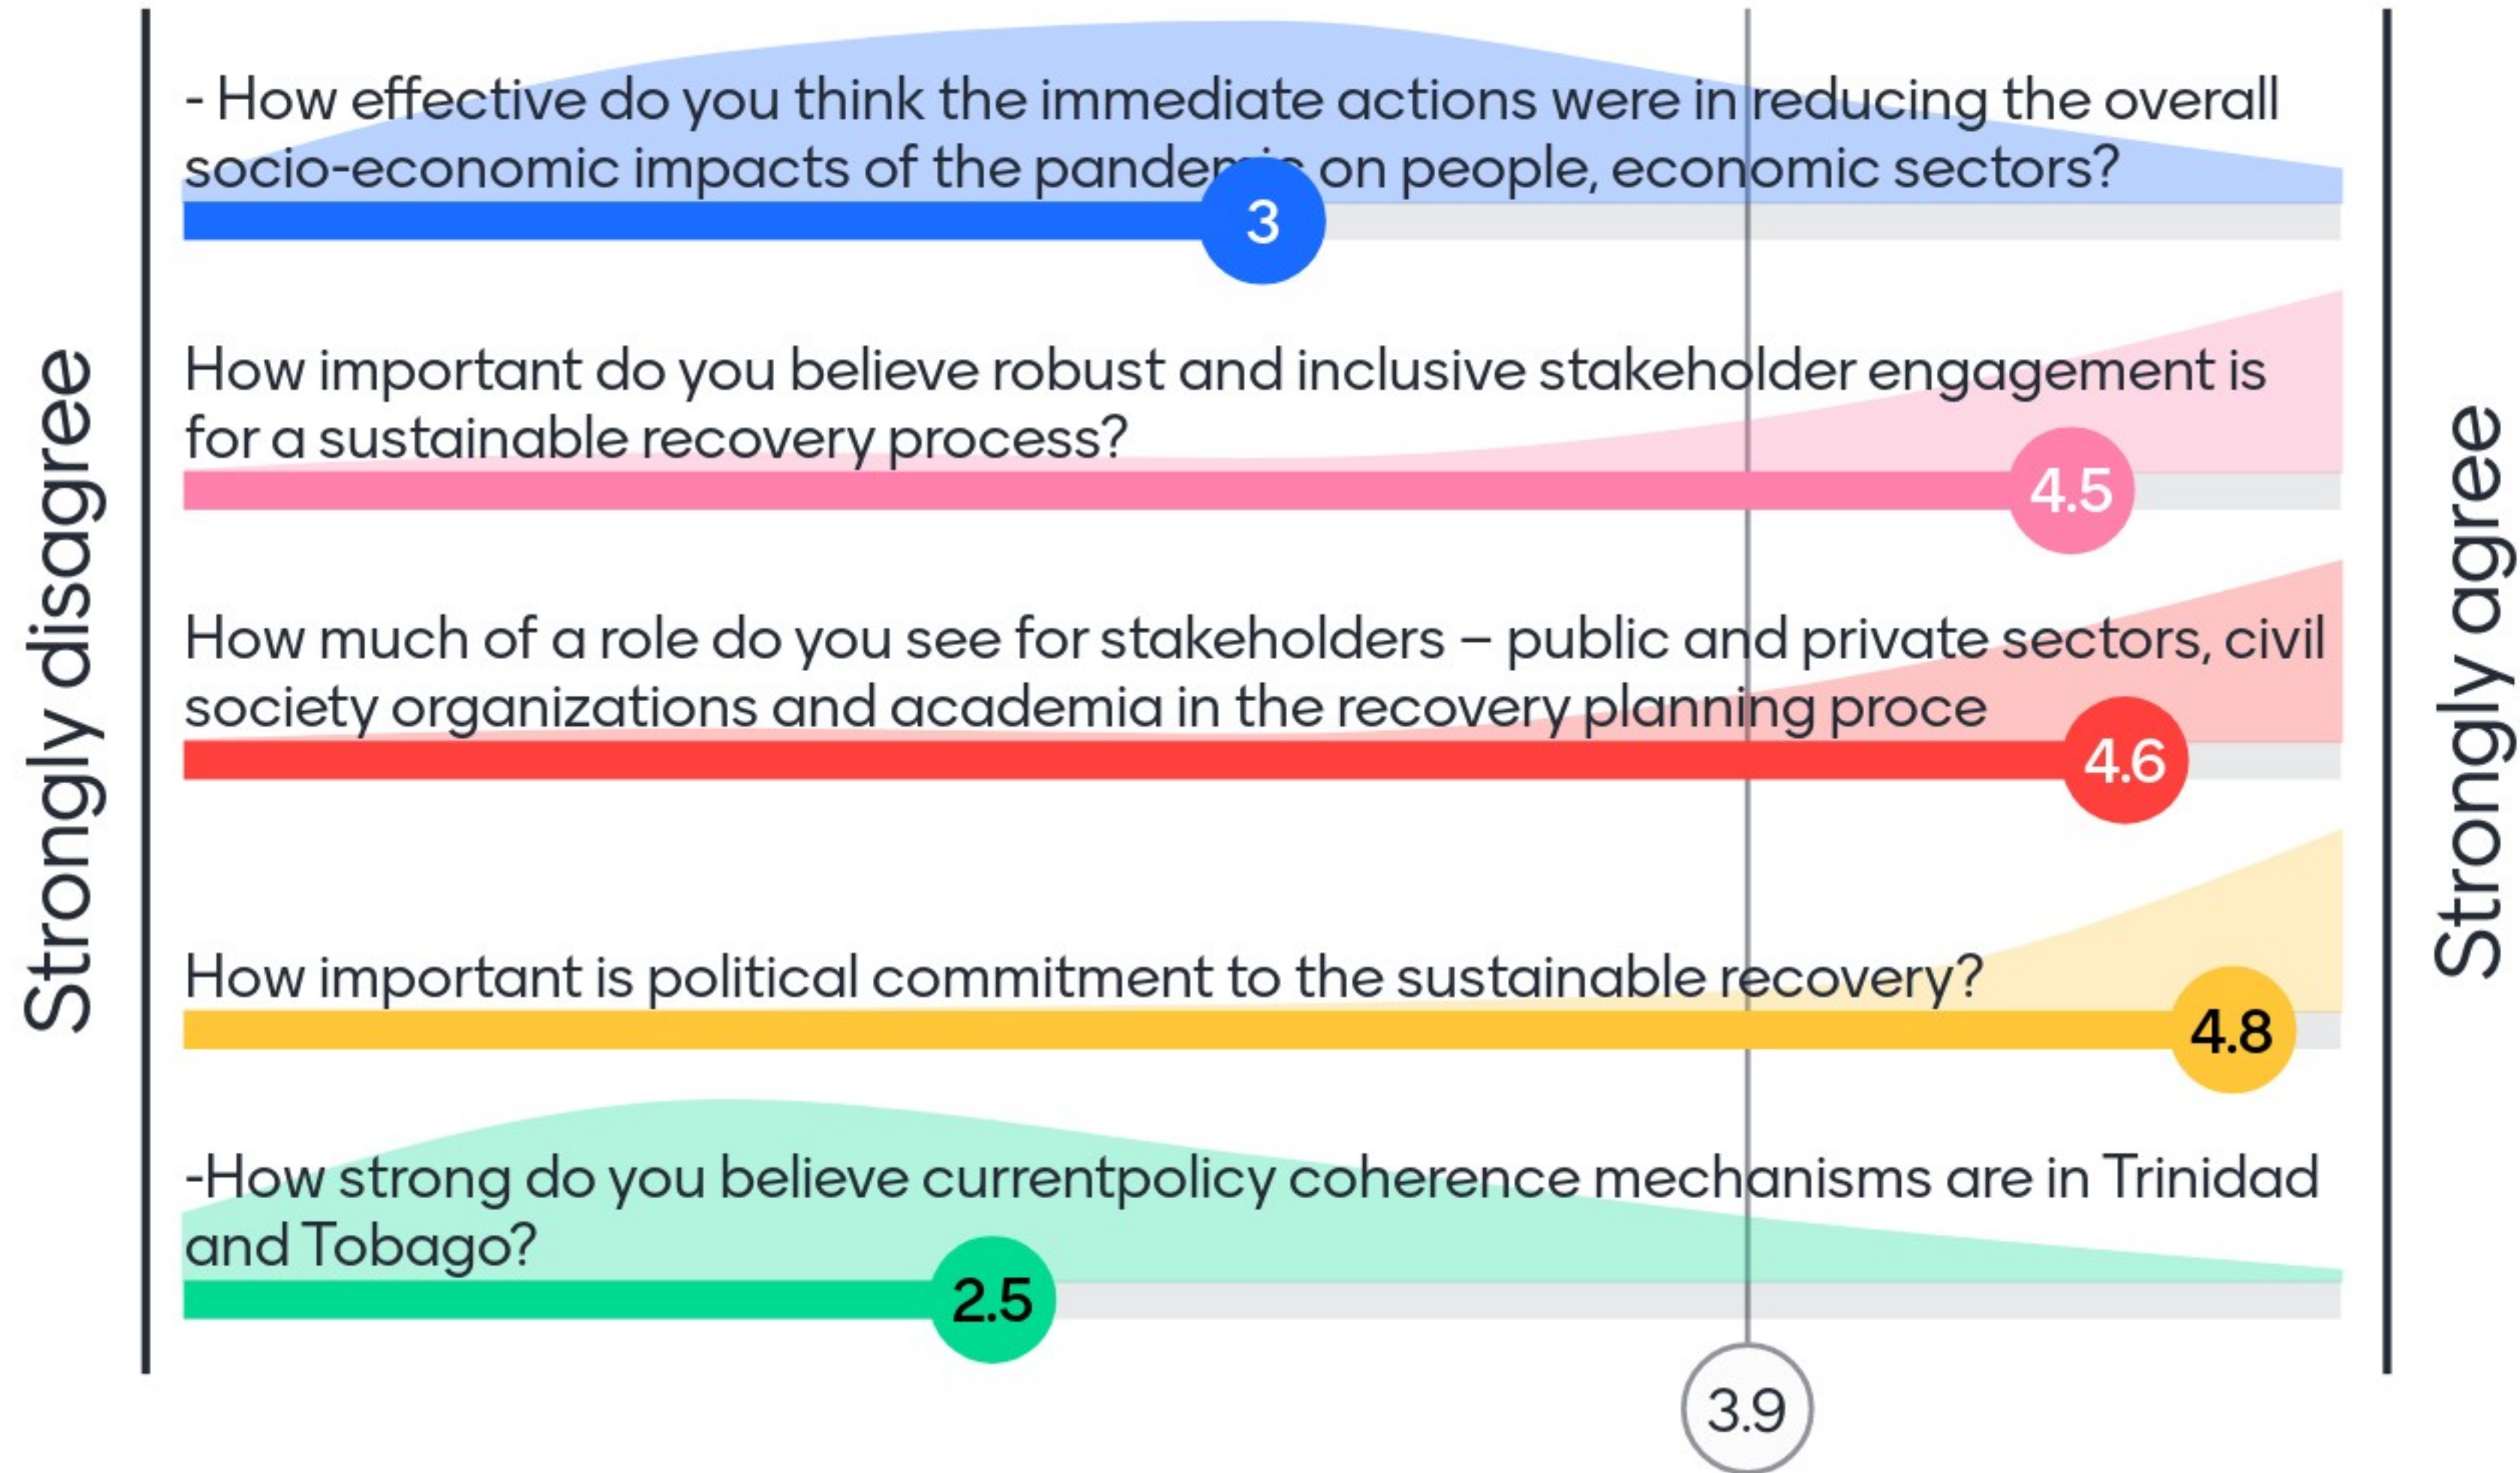 Strongly disagree
- How effective do you think the immediate actions were in reducing the overall
socio-economic impacts of the pandemic on people, economic sectors?
3
How important do you believe robust and inclusive stakeholder engagement is
for a sustainable recovery process?
4.5
How much of a role do you see for stakeholders – public and private sectors, civil
society organizations and academia in the recovery planning proce
4.6
How important is political commitment to the sustainable recovery?
4.8
-How strong do you believe currentpolicy coherence mechanisms are in Trinidad
and Tobago?
2.5
3.9
Strongly agree